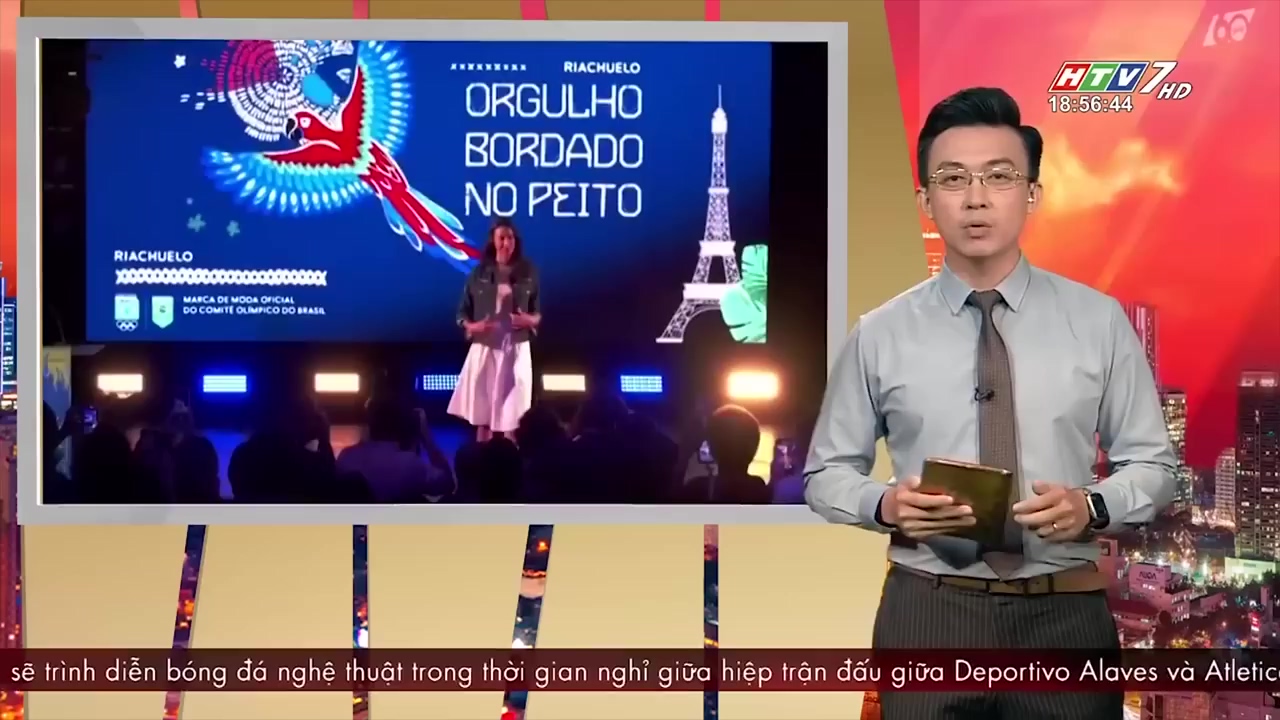 RIACHUELO
ORGULHO
BORDADO
NO PEITO
RIACHUELO
MARCA DE MODA OFICIAL
DO COMITÊ OLÍMPICO DO BRASIL
60
HTV7 HD
18:56:44
sẽ trình diễn bóng đá nghệ thuật trong thời gian nghỉ giữa hiệp trận đấu giữa Deportivo Alaves và Atletico